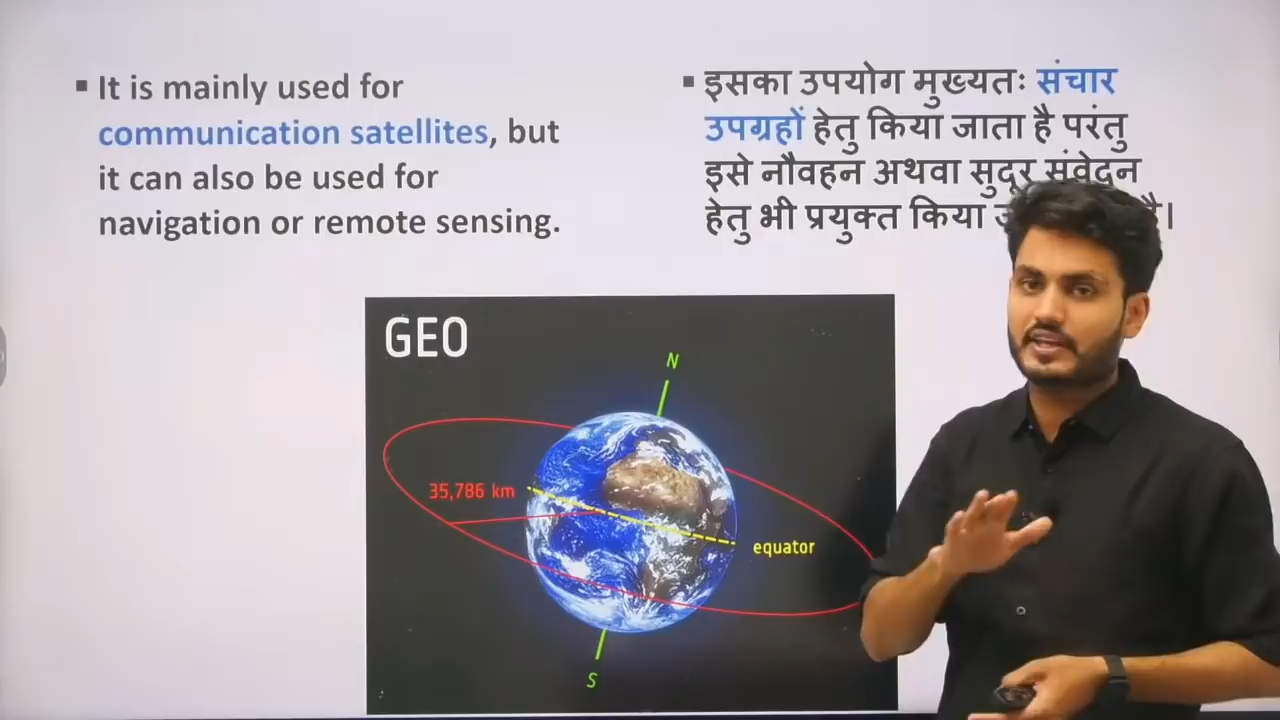 ▪ It is mainly used for
communication satellites, but
it can also be used for
navigation or remote sensing.
▪ इसका उपयोग मुख्यतः संचार
उपग्रहों हेतु किया जाता है परंतु
इसे नौवहन अथवा सुदूर संवेदन
हेतु भी प्रयुक्त किया है।
GEO
N
35,786 km
equator
S